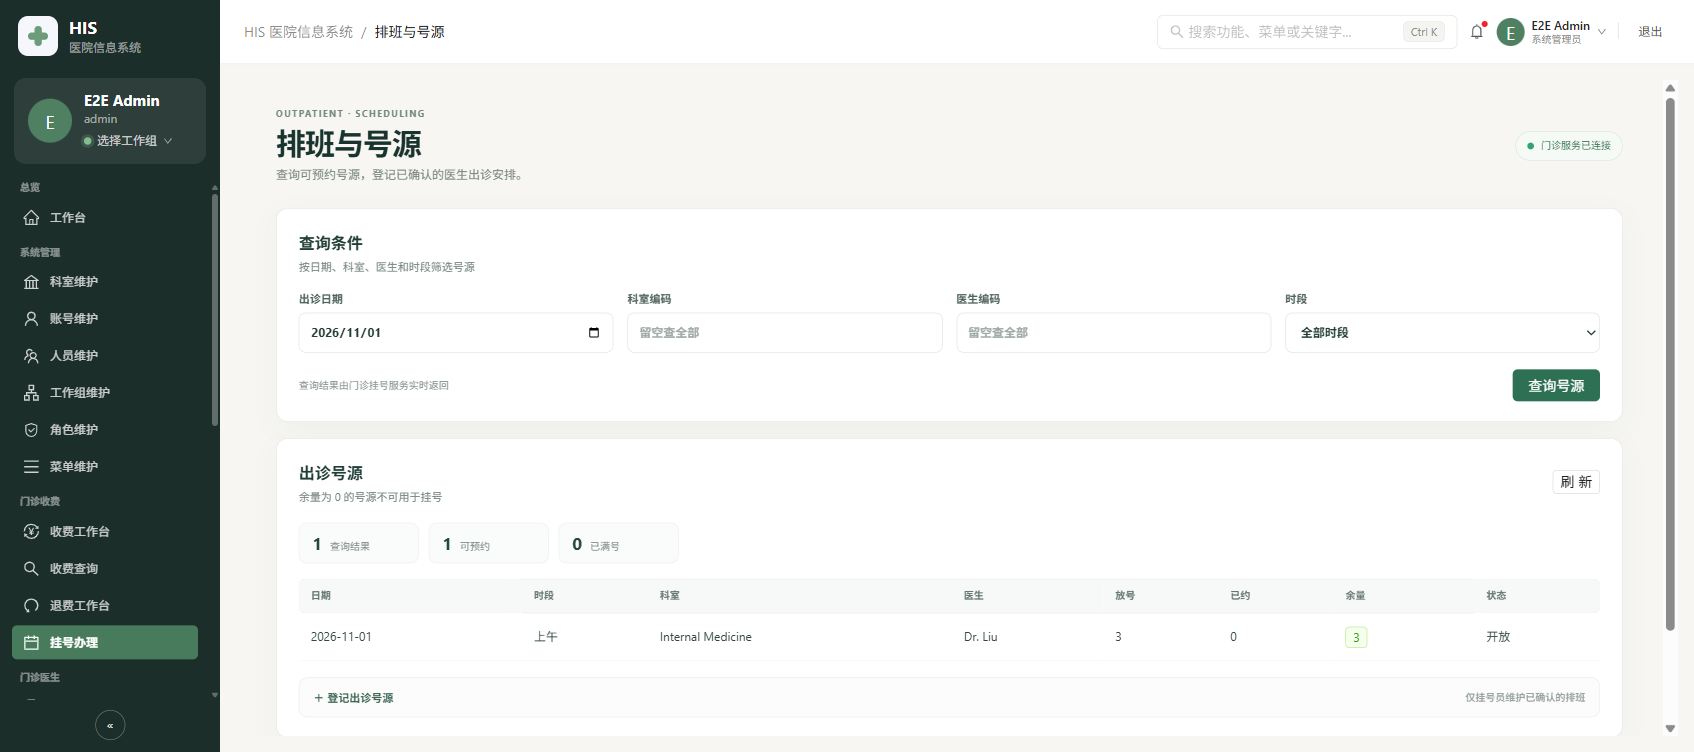 HIS
医院信息系统
E
E2E Admin
admin
选择工作组
总览
工作台
系统管理
科室维护
账号维护
人员维护
工作组维护
角色维护
菜单维护
门诊收费
收费工作台
收费查询
退费工作台
挂号办理
门诊医生
«
HIS 医院信息系统 / 排班与号源
搜索功能、菜单或关键字... Ctrl K
E
E2E Admin
系统管理员
退出
OUTPATIENT · SCHEDULING
排班与号源
查询可预约号源，登记已确认的医生出诊安排。
门诊服务已连接
查询条件
按日期、科室、医生和时段筛选号源
出诊日期 科室编码 医生编码 时段
2026/11/01 留空查全部 留空查全部 全部时段
查询结果由门诊挂号服务实时返回
查询号源
出诊号源
余量为 0 的号源不可用于挂号
刷 新
1 查询结果 1 可预约 0 已满号
日期 时段 科室 医生 放号 已约 余量 状态
2026-11-01 上午 Internal Medicine Dr. Liu 3 0 3 开放
+ 登记出诊号源 仅挂号员维护已确认的排班